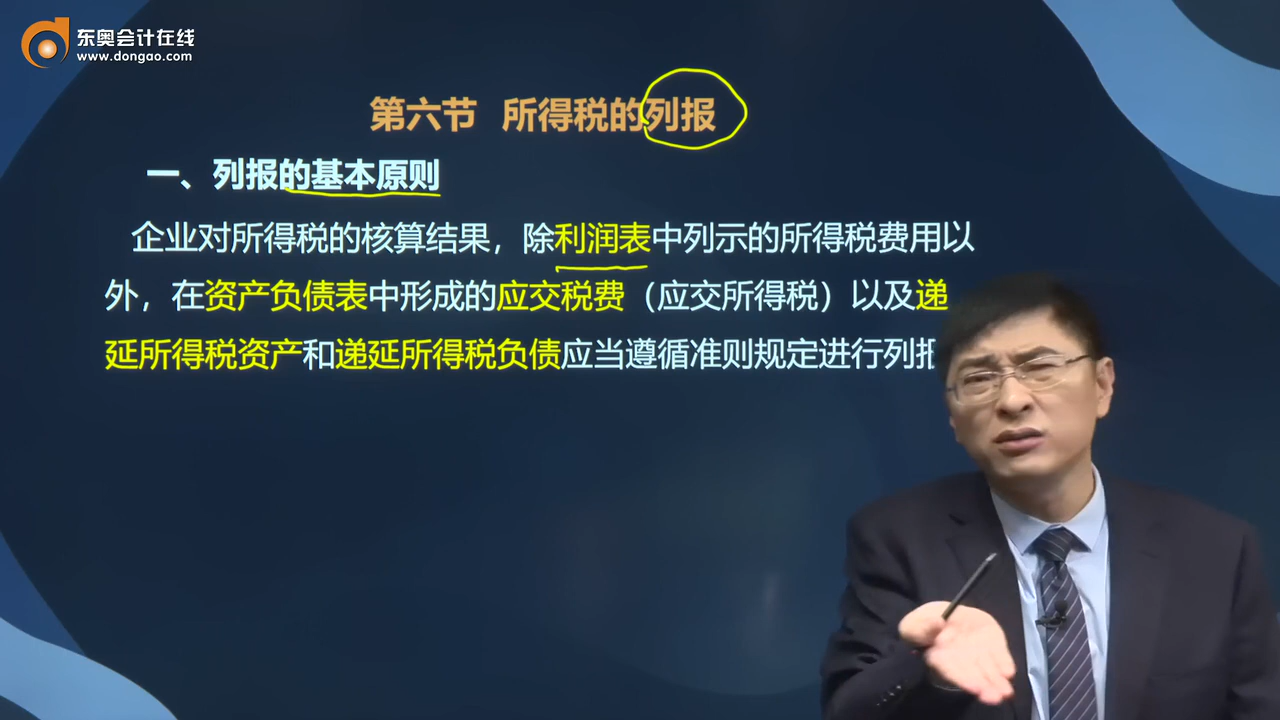 东奥会计在线
www.dongao.com
第六节 所得税的列报
一、列报的基本原则
企业对所得税的核算结果，除利润表中列示的所得税费用以
外，在资产负债表中形成的应交税费（应交所得税）以及递
延所得税资产和递延所得税负债应当遵循准则规定进行列报